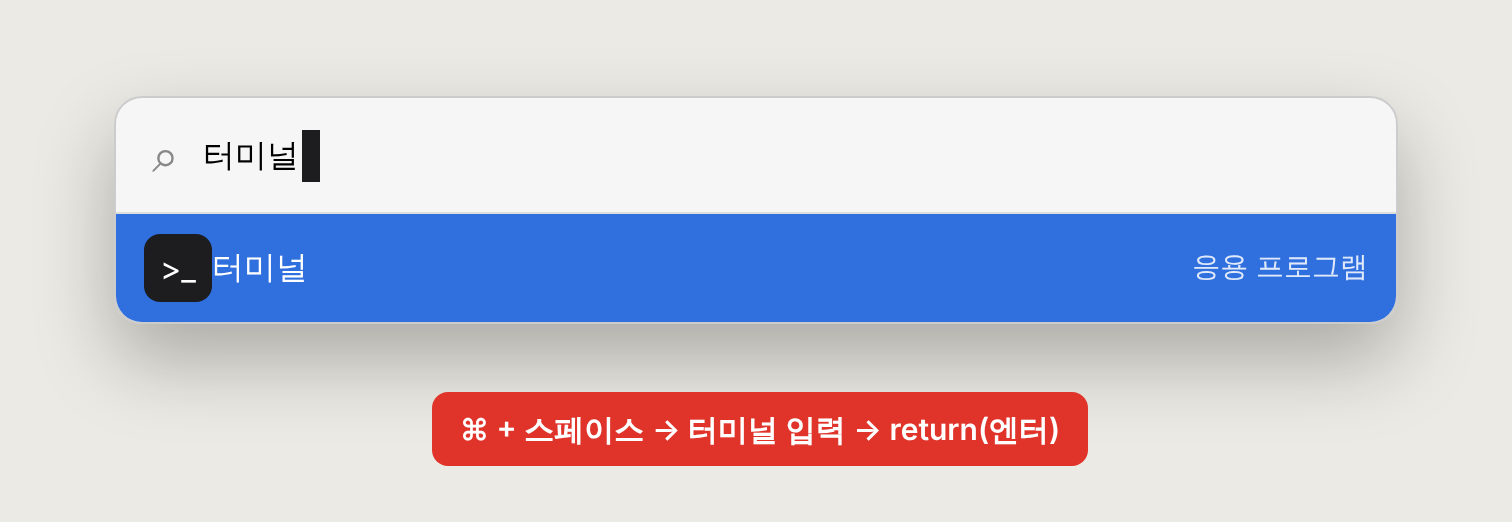 터미널
>_ 터미널 응용 프로그램
⌘ + 스페이스 → 터미널 입력 → return(엔터)